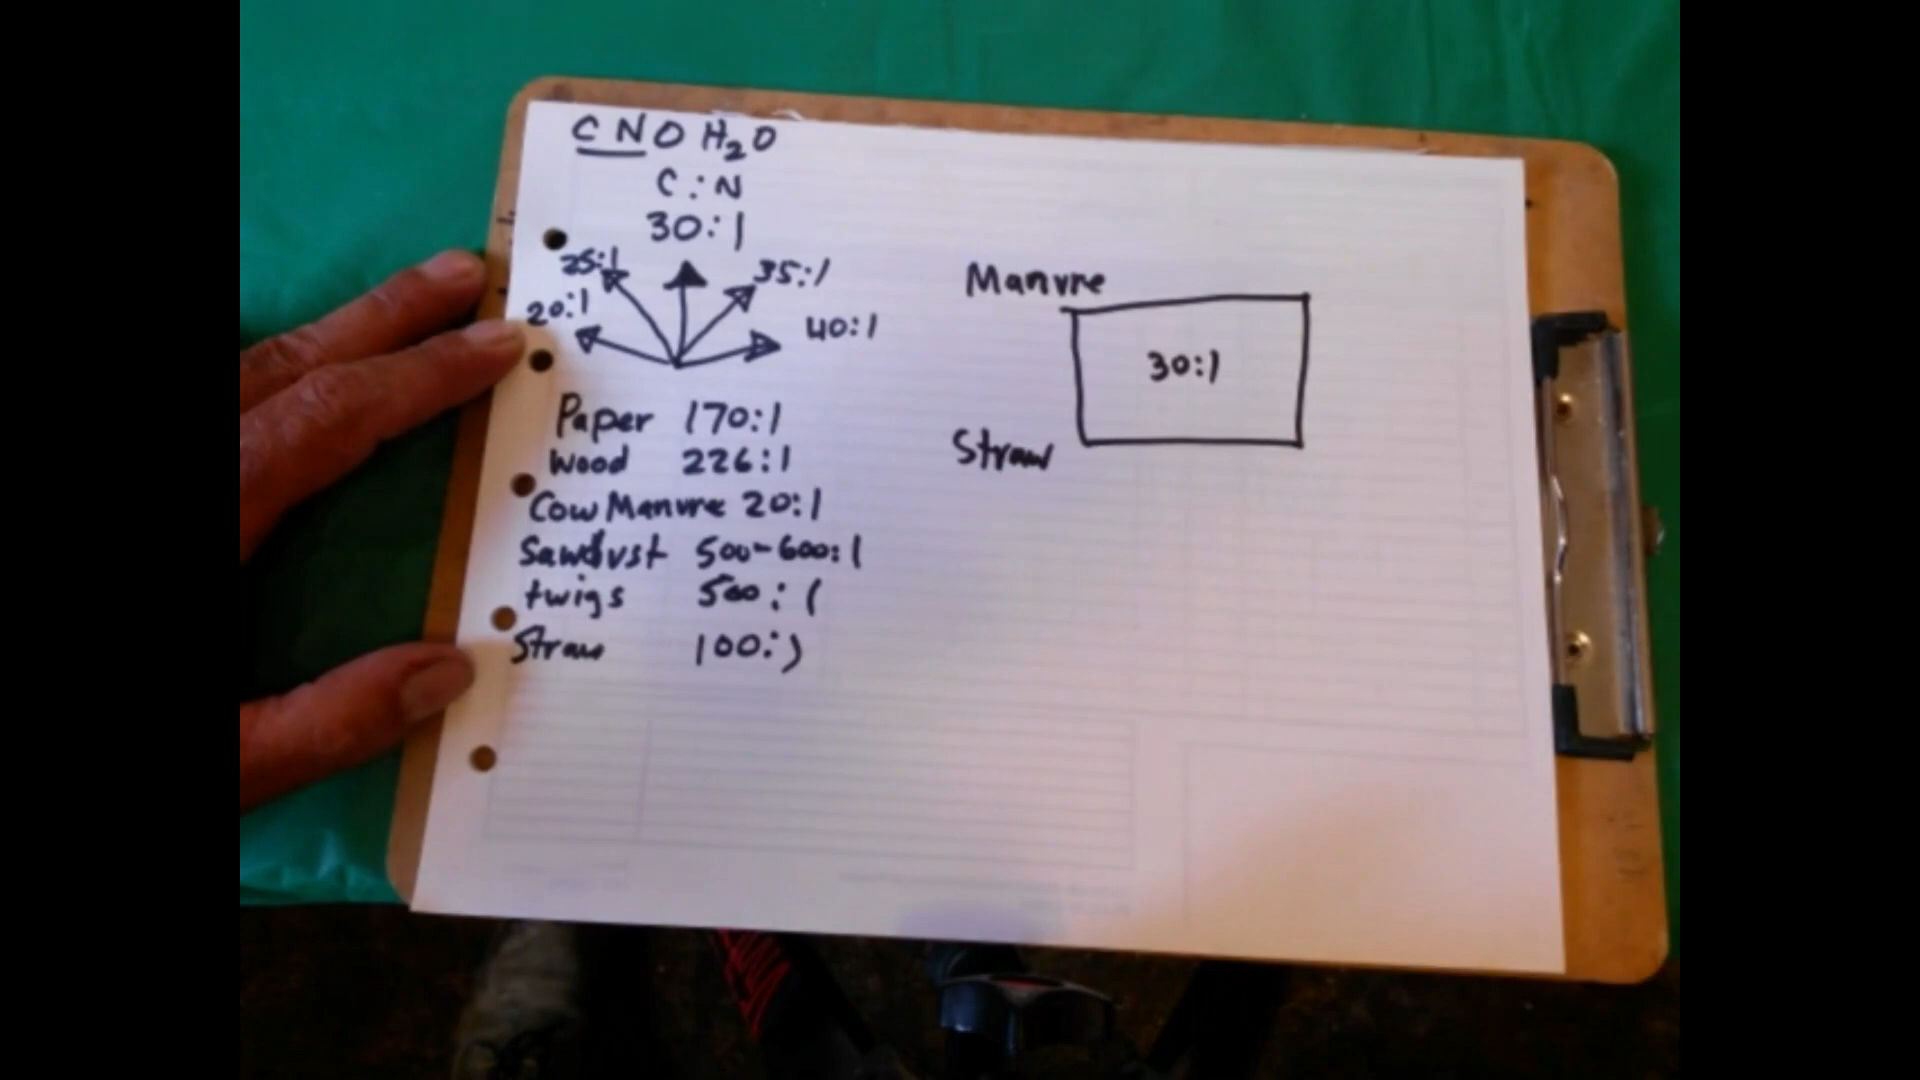 C N O H2O
C:N
30:1
25:1
35:1
20:1
40:1
Paper 170:1
Wood 226:1
Cow Manure 20:1
Sawdust 500-600:1
twigs 500:1
Straw 100:1
Manure
30:1
Straw